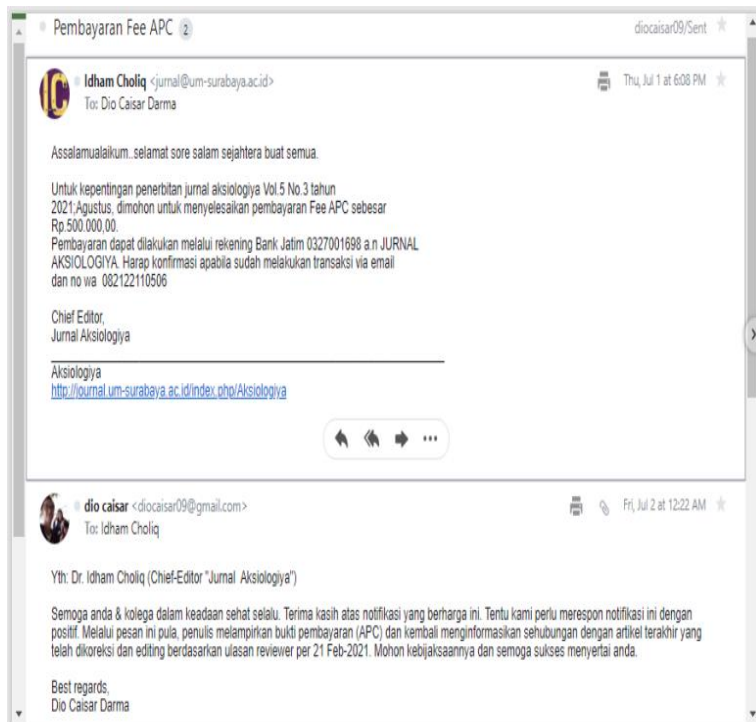 Pembayaran Fee APC 2
diocaisar09/Sent
IC
Idham Choliq <jurnal@um-surabaya.ac.id>
Thu, Jul 1 at 6:08 PM
To: Dio Caisar Darma
Assalamualaikum..selamat sore salam sejahtera buat semua.
Untuk kepentingan penerbitan jurnal aksiologiya Vol.5 No.3 tahun
2021;Agustus, dimohon untuk menyelesaikan pembayaran Fee APC sebesar
Rp.500.000,00.
Pembayaran dapat dilakukan melalui rekening Bank Jatim 0327001698 a.n JURNAL
AKSIOLOGIYA. Harap konfirmasi apabila sudah melakukan transaksi via email
dan no wa 082122110506
Chief Editor,
Jurnal Aksiologiya
Aksiologiya
http://journal.um-surabaya.ac.id/index.php/Aksiologiya
dio caisar <diocaisar09@gmail.com>
Fri, Jul 2 at 12:22 AM
To: Idham Choliq
Yth: Dr. Idham Choliq (Chief-Editor "Jurnal Aksiologiya")
Semoga anda & kolega dalam keadaan sehat selalu. Terima kasih atas notifikasi yang berharga ini. Tentu kami perlu merespon notifikasi ini dengan
positif. Melalui pesan ini pula, penulis melampirkan bukti pembayaran (APC) dan kembali menginformasikan sehubungan dengan artikel terakhir yang
telah dikoreksi dan editing berdasarkan ulasan reviewer per 21 Feb-2021. Mohon kebijaksaannya dan semoga sukses menyertai anda.
Best regards,
Dio Caisar Darma